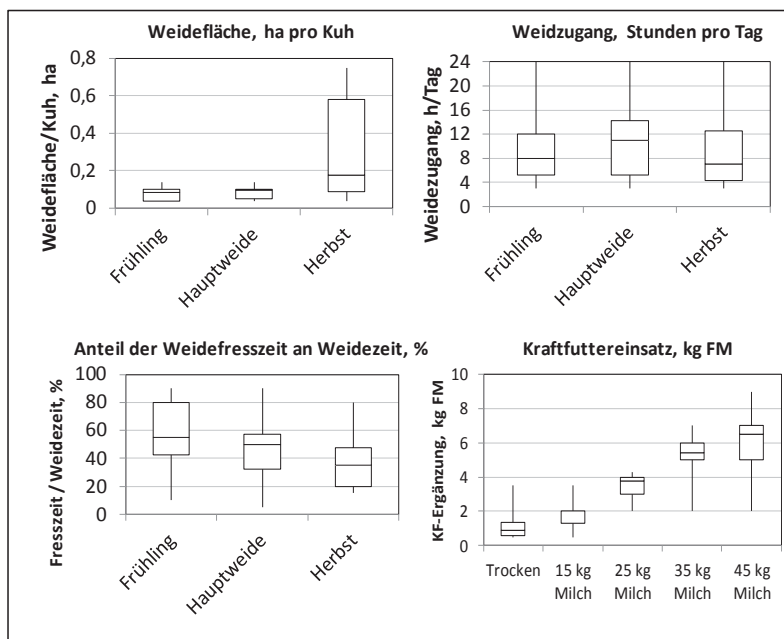 Weidefläche, ha pro Kuh
Weidefläche/Kuh, ha
0,8
0,6
0,4
0,2
0
Frühling
Hauptweide
Herbst
Weidzugang, Stunden pro Tag
Weidezugang, h/Tag
24
20
16
12
8
4
0
Frühling
Hauptweide
Herbst
Anteil der Weidefresszeit an Weidezeit, %
Fresszeit / Weidezeit, %
100
80
60
40
20
0
Frühling
Hauptweide
Herbst
Kraftfuttereinsatz, kg FM
KF-Ergänzung, kg FM
10
8
6
4
2
0
Trocken 15 kg 25 kg 35 kg 45 kg
Milch Milch Milch Milch